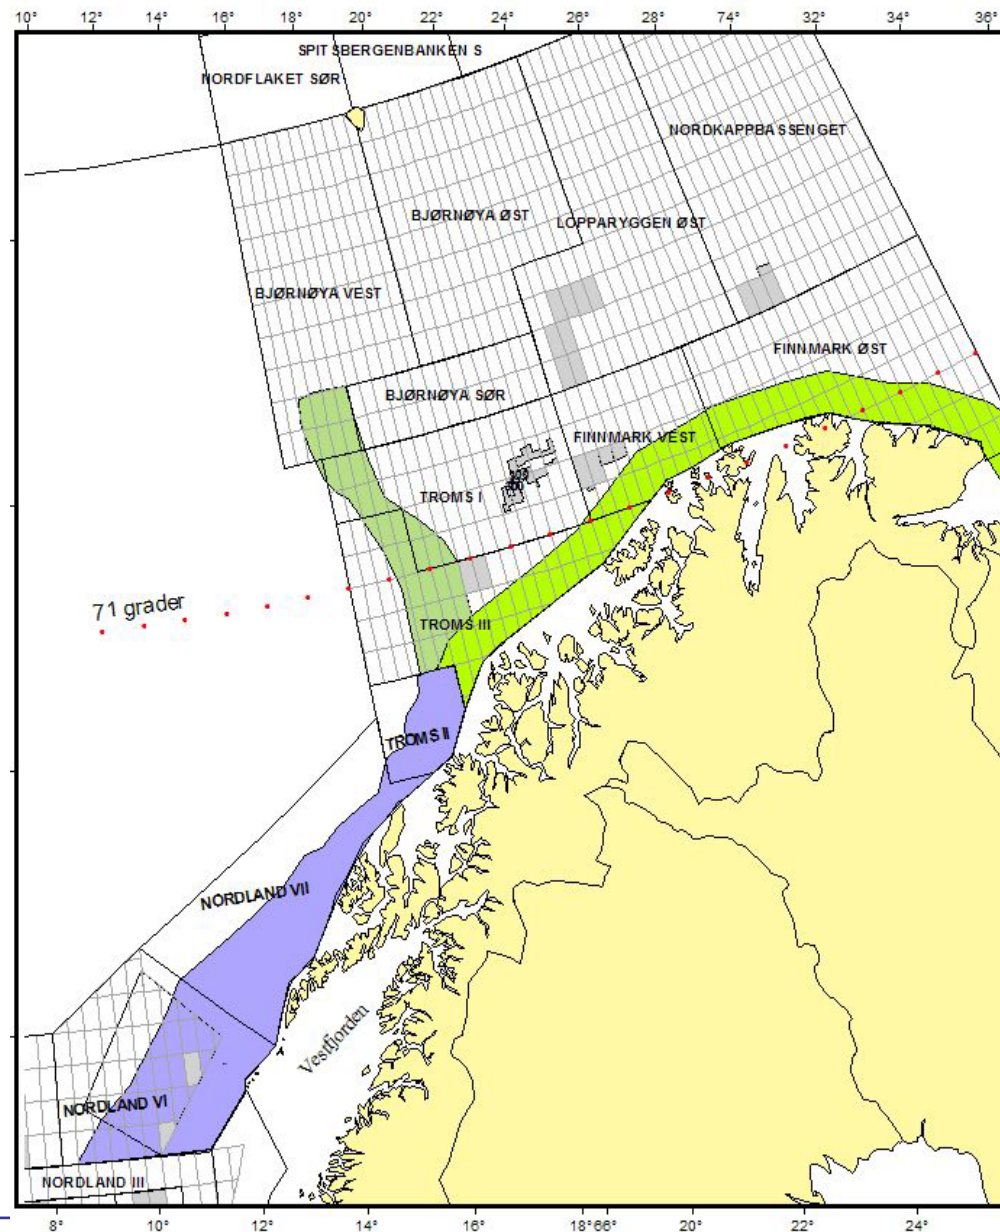 10° 12° 14° 16° 18° 20° 22° 24° 26° 28° 74° 32° 34° 36°
SPITSBERGENBANKEN S
NORDFLAKET SØR
NORDKAPPBASSENGET
BJØRNØYA ØST
LOPPARYGGEN ØST
BJØRNØYA VEST
FINNMARK ØST
BJØRNØYA SØR
FINNMARK VEST
TROMS I
71 grader
TROMS III
TROMS II
NORDLAND VII
Vestfjorden
NORDLAND VI
NORDLAND III
8° 10° 12° 14° 16° 18° 66° 20° 22° 24°